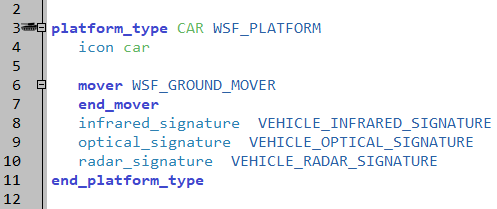 2
3 platform_type CAR WSF_PLATFORM
4 icon car
5
6 mover WSF_GROUND_MOVER
7 end_mover
8 infrared_signature VEHICLE_INFRARED_SIGNATURE
9 optical_signature VEHICLE_OPTICAL_SIGNATURE
10 radar_signature VEHICLE_RADAR_SIGNATURE
11 end_platform_type
12